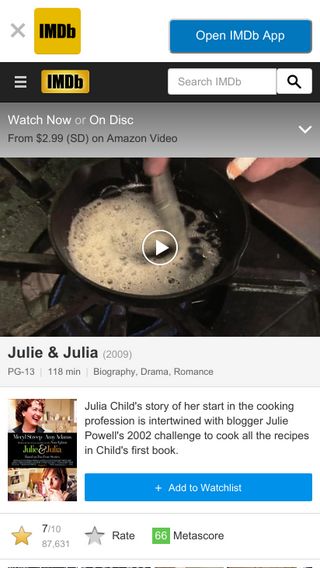 IMDb
Open IMDb App
IMDb
Search IMDb
Watch Now or On Disc
From $2.99 (SD) on Amazon Video
Julie & Julia (2009)
PG-13 | 118 min | Biography, Drama, Romance
Meryl Streep Amy Adams
Julie&Julia
Julia Child's story of her start in the cooking
profession is intertwined with blogger Julie
Powell's 2002 challenge to cook all the recipes
in Child's first book.
+ Add to Watchlist
7/10
87,631
Rate
66 Metascore